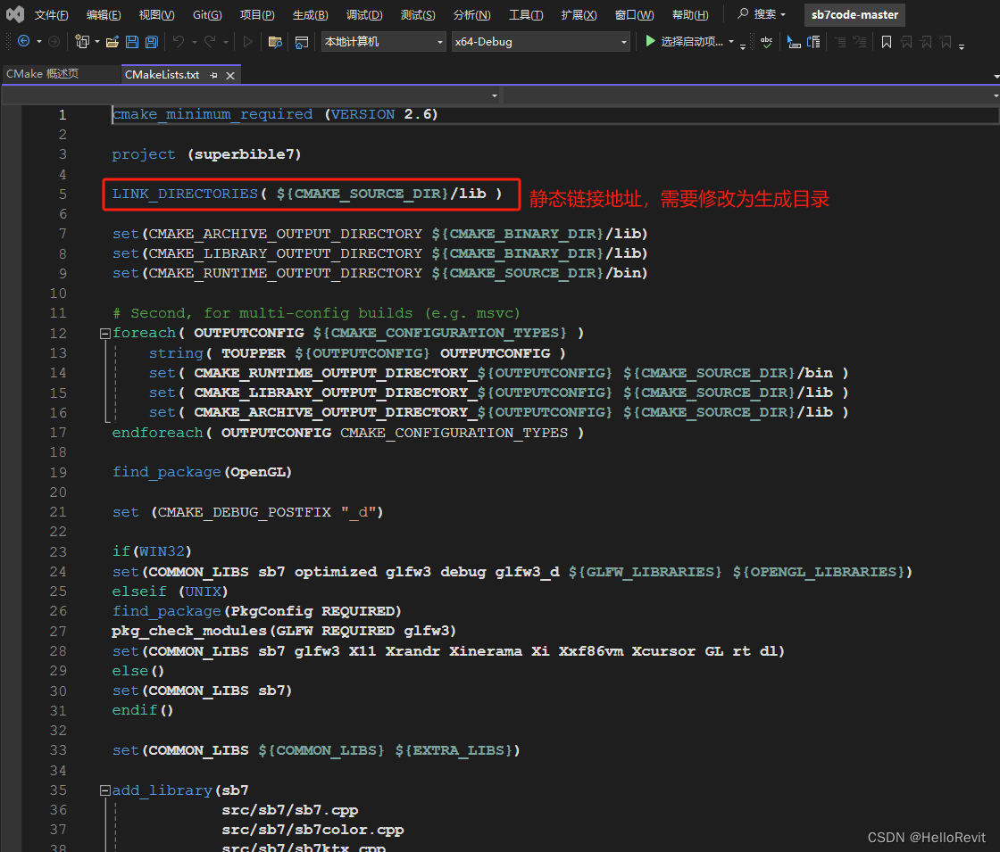 文件(F) 编辑(E) 视图(V) Git(G) 项目(P) 生成(B) 调试(D) 测试(S) 分析(N) 工具(T) 扩展(X) 窗口(W) 帮助(H) 搜索 sb7code-master
本地计算机 x64-Debug 选择启动项... abc
CMake 概述页 CMakeLists.txt
1 cmake_minimum_required (VERSION 2.6)
2
3 project (superbible7)
4
5 LINK_DIRECTORIES( ${CMAKE_SOURCE_DIR}/lib ) 静态链接地址，需要修改为生成目录
6
7 set(CMAKE_ARCHIVE_OUTPUT_DIRECTORY ${CMAKE_BINARY_DIR}/lib)
8 set(CMAKE_LIBRARY_OUTPUT_DIRECTORY ${CMAKE_BINARY_DIR}/lib)
9 set(CMAKE_RUNTIME_OUTPUT_DIRECTORY ${CMAKE_SOURCE_DIR}/bin)
10
11 # Second, for multi-config builds (e.g. msvc)
12 foreach( OUTPUTCONFIG ${CMAKE_CONFIGURATION_TYPES} )
13 string( TOUPPER ${OUTPUTCONFIG} OUTPUTCONFIG )
14 set( CMAKE_RUNTIME_OUTPUT_DIRECTORY_${OUTPUTCONFIG} ${CMAKE_SOURCE_DIR}/bin )
15 set( CMAKE_LIBRARY_OUTPUT_DIRECTORY_${OUTPUTCONFIG} ${CMAKE_SOURCE_DIR}/lib )
16 set( CMAKE_ARCHIVE_OUTPUT_DIRECTORY_${OUTPUTCONFIG} ${CMAKE_SOURCE_DIR}/lib )
17 endforeach( OUTPUTCONFIG CMAKE_CONFIGURATION_TYPES )
18
19 find_package(OpenGL)
20
21 set (CMAKE_DEBUG_POSTFIX "_d")
22
23 if(WIN32)
24 set(COMMON_LIBS sb7 optimized glfw3 debug glfw3_d ${GLFW_LIBRARIES} ${OPENGL_LIBRARIES})
25 elseif (UNIX)
26 find_package(PkgConfig REQUIRED)
27 pkg_check_modules(GLFW REQUIRED glfw3)
28 set(COMMON_LIBS sb7 glfw3 X11 Xrandr Xinerama Xi Xxf86vm Xcursor GL rt dl)
29 else()
30 set(COMMON_LIBS sb7)
31 endif()
32
33 set(COMMON_LIBS ${COMMON_LIBS} ${EXTRA_LIBS})
34
35 add_library(sb7
36 src/sb7/sb7.cpp
37 src/sb7/sb7color.cpp
38 src/sb7/sb7ktx.cpp
CSDN @HelloRevit